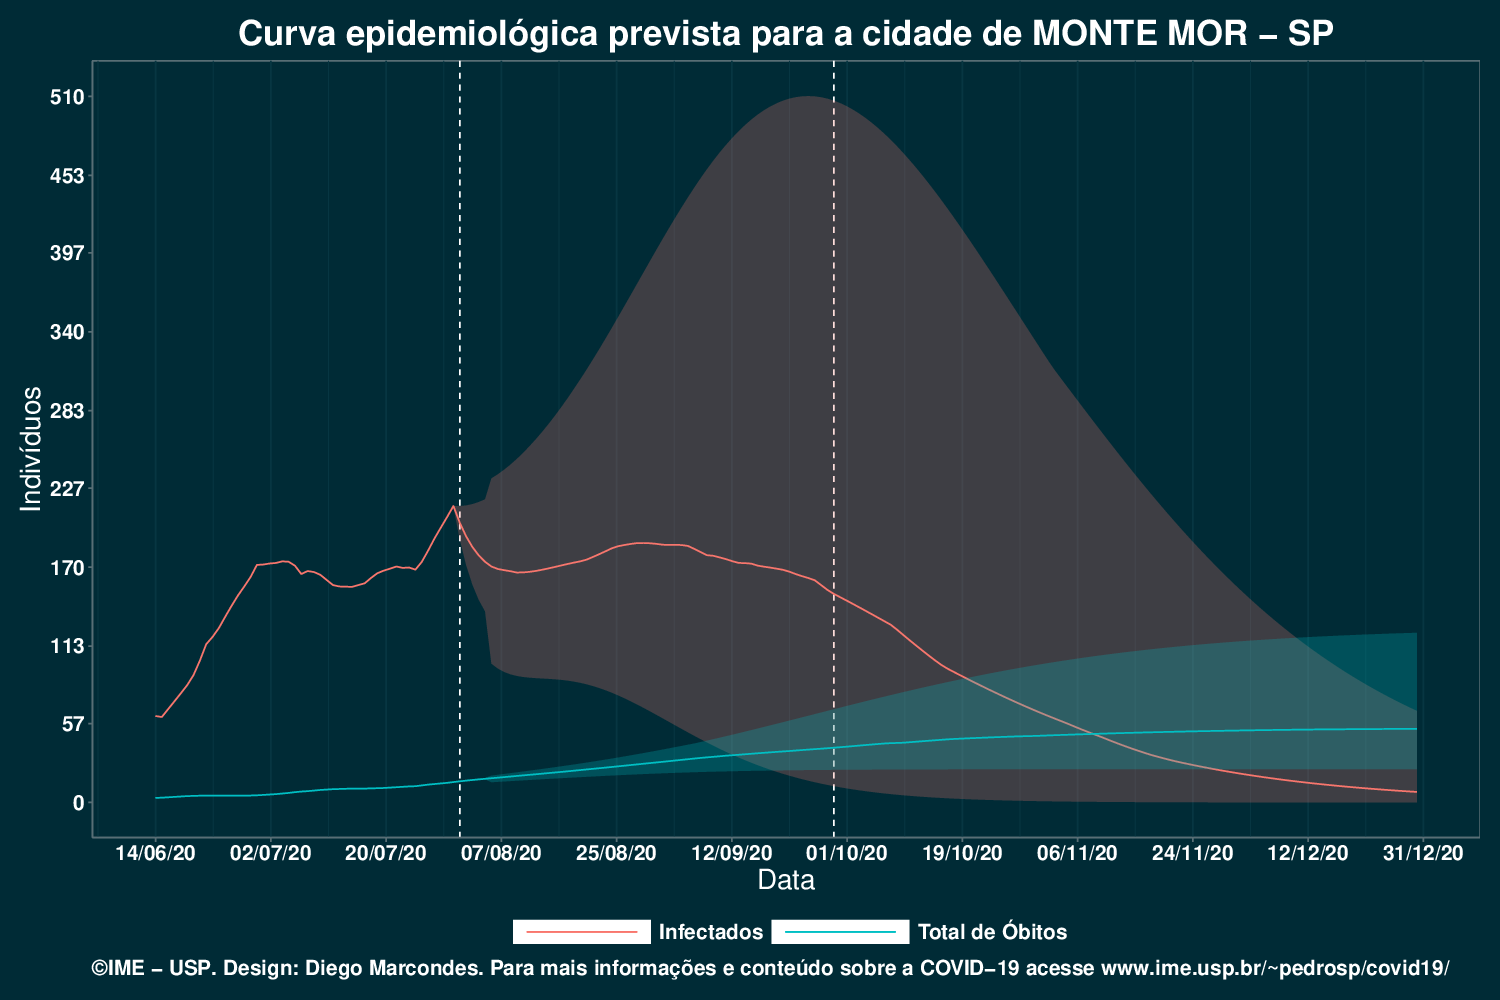 Curva epidemiológica prevista para a cidade de MONTE MOR – SP
510
453
397
340
283
227
170
113
57
0
Indivíduos
14/06/20 02/07/20 20/07/20 07/08/20 25/08/20 12/09/20 01/10/20 19/10/20 06/11/20 24/11/20 12/12/20 31/12/20
Data
Infectados Total de Óbitos
©IME – USP. Design: Diego Marcondes. Para mais informações e conteúdo sobre a COVID–19 acesse www.ime.usp.br/~pedrosp/covid19/